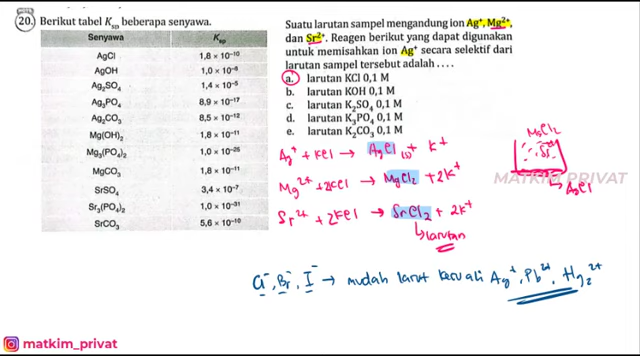 20. Berikut tabel Ksp beberapa senyawa.
Senyawa Ksp
AgCl 1,8 × 10⁻¹⁰
AgOH 1,0 × 10⁻⁸
Ag₂SO₄ 1,4 × 10⁻⁵
Ag₃PO₄ 8,9 × 10⁻¹⁷
Ag₂CO₃ 8,5 × 10⁻¹²
Mg(OH)₂ 1,8 × 10⁻¹¹
Mg₃(PO₄)₂ 1,0 × 10⁻²⁵
MgCO₃ 1,8 × 10⁻¹¹
SrSO₄ 3,4 × 10⁻⁷
Sr₃(PO₄)₂ 1,0 × 10⁻³¹
SrCO₃ 5,6 × 10⁻¹⁰
Suatu larutan sampel mengandung ion Ag⁺, Mg²⁺,
dan Sr²⁺. Reagen berikut yang dapat digunakan
untuk memisahkan ion Ag⁺ secara selektif dari
larutan sampel tersebut adalah . . . .
a. larutan KCl 0,1 M
b. larutan KOH 0,1 M
c. larutan K₂SO₄ 0,1 M
d. larutan K₃PO₄ 0,1 M
e. larutan K₂CO₃ 0,1 M
Ag⁺ + KCl → AgCl (s) + K⁺
Mg²⁺ + 2KCl → MgCl₂ + 2K⁺
Sr²⁺ + 2KCl → SrCl₂ + 2K⁺
larutan
MgCl₂
Sr²⁺
AgCl
MATKIM PRIVAT
Cl⁻, Br⁻, I⁻ → mudah larut kecuali Ag⁺, Pb²⁺, Hg₂²⁺
matkim_privat